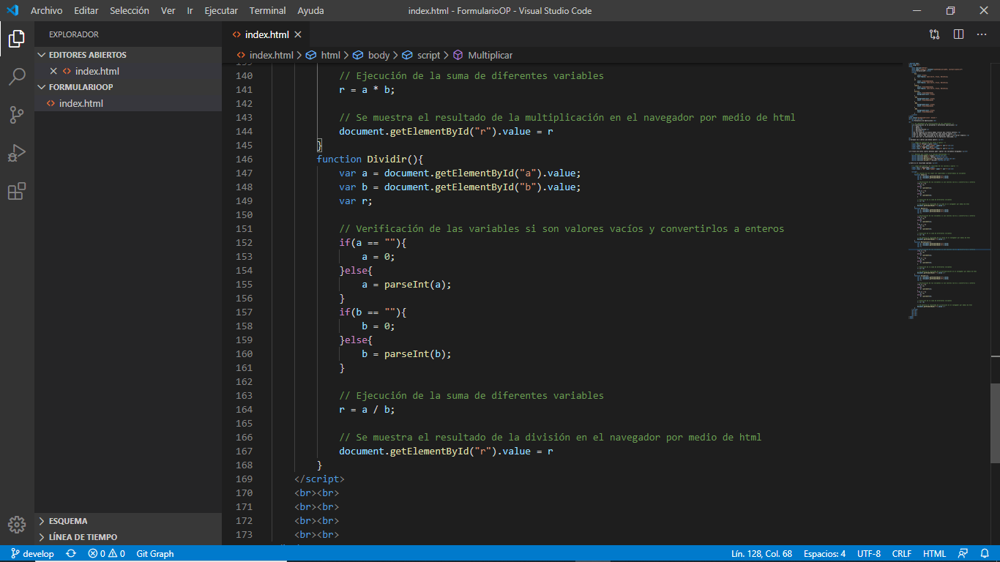 Archivo Editar Selección Ver Ir Ejecutar Terminal Ayuda
index.html - FormularioOP - Visual Studio Code
EXPLORADOR
EDITORES ABIERTOS
index.html
FORMULARIOOP
index.html
ESQUEMA
LÍNEA DE TIEMPO
index.html
index.html > html > body > script > Multiplicar
140 // Ejecución de la suma de diferentes variables
141 r = a * b;
142
143 // Se muestra el resultado de la multiplicación en el navegador por medio de html
144 document.getElementById("r").value = r
145 }
146 function Dividir(){
147 var a = document.getElementById("a").value;
148 var b = document.getElementById("b").value;
149 var r;
150
151 // Verificación de las variables si son valores vacíos y convertirlos a enteros
152 if(a == ""){
153 a = 0;
154 }else{
155 a = parseInt(a);
156 }
157 if(b == ""){
158 b = 0;
159 }else{
160 b = parseInt(b);
161 }
162
163 // Ejecución de la suma de diferentes variables
164 r = a / b;
165
166 // Se muestra el resultado de la división en el navegador por medio de html
167 document.getElementById("r").value = r
168 }
169 </script>
170 <br><br>
171 <br><br>
172 <br><br>
173 <br><br>
develop 0 0 Git Graph
Lín. 128, Col. 68 Espacios: 4 UTF-8 CRLF HTML